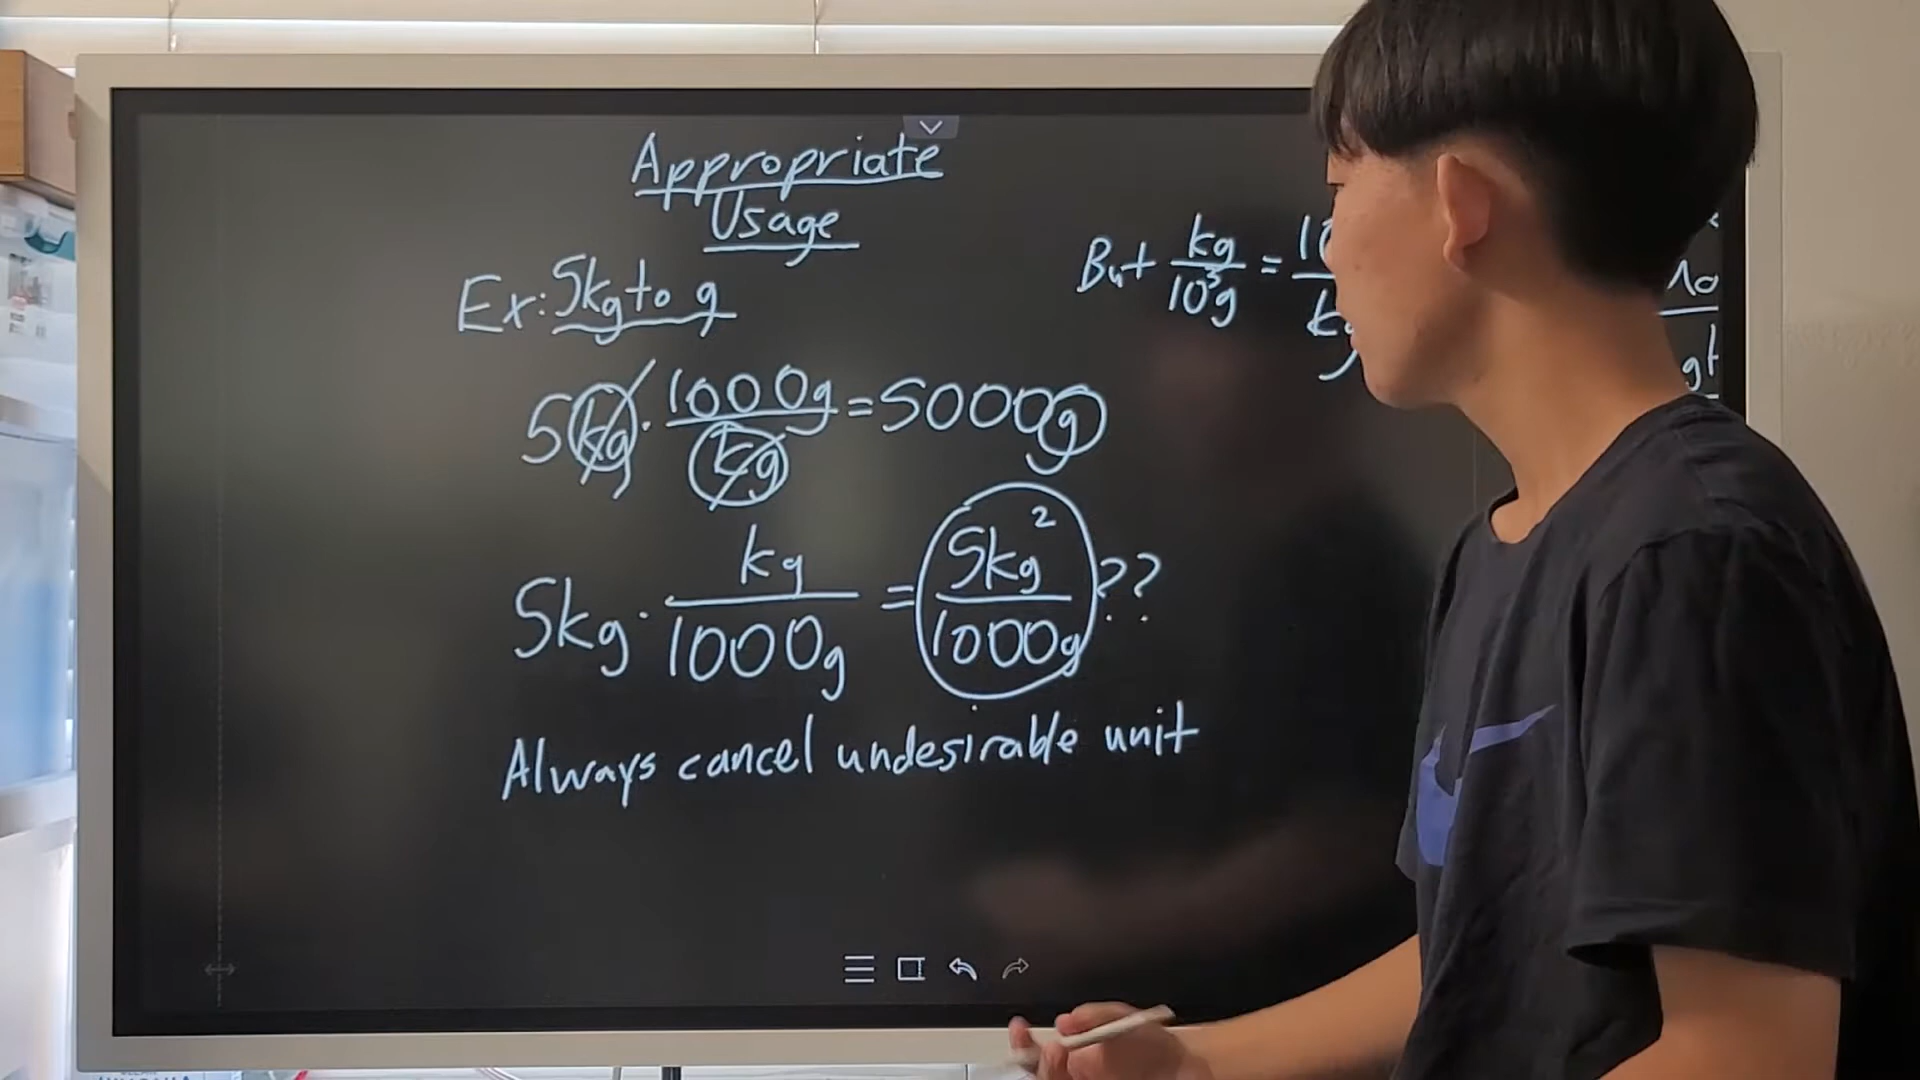 Appropriate
Usage
Ex: 5kg to g
5kg · 1000g/kg = 5000g
5kg · kg/1000g = 5kg²/1000g ??
Always cancel undesirable unit
But kg/10³g =